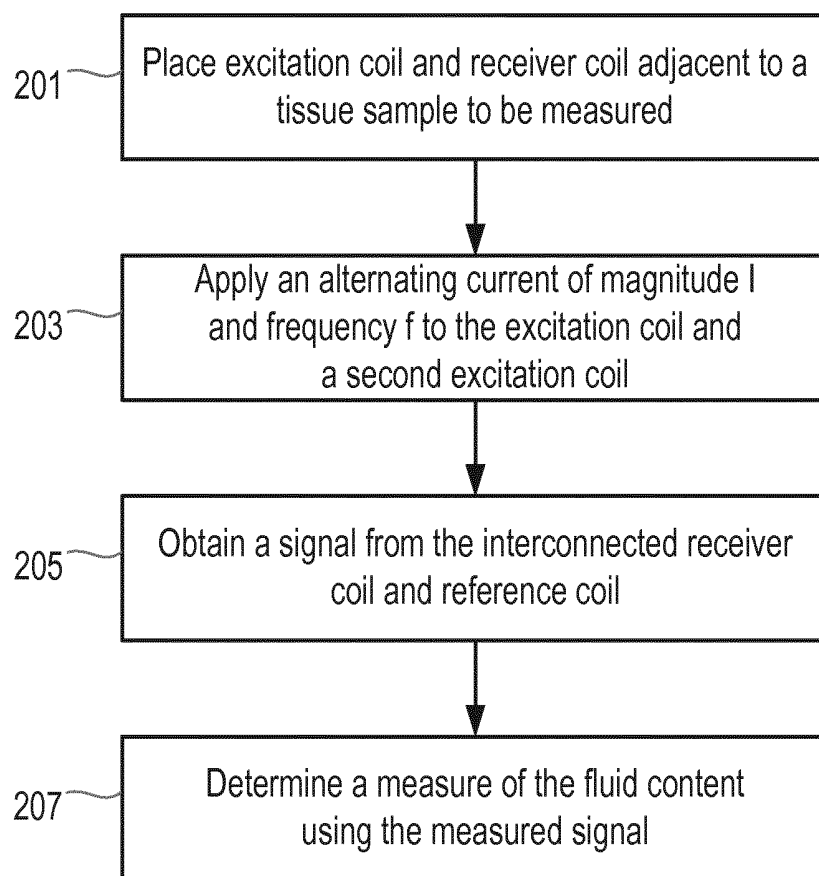 201
Place excitation coil and receiver coil adjacent to a
tissue sample to be measured
203
Apply an alternating current of magnitude I
and frequency f to the excitation coil and
a second excitation coil
205
Obtain a signal from the interconnected receiver
coil and reference coil
207
Determine a measure of the fluid content
using the measured signal